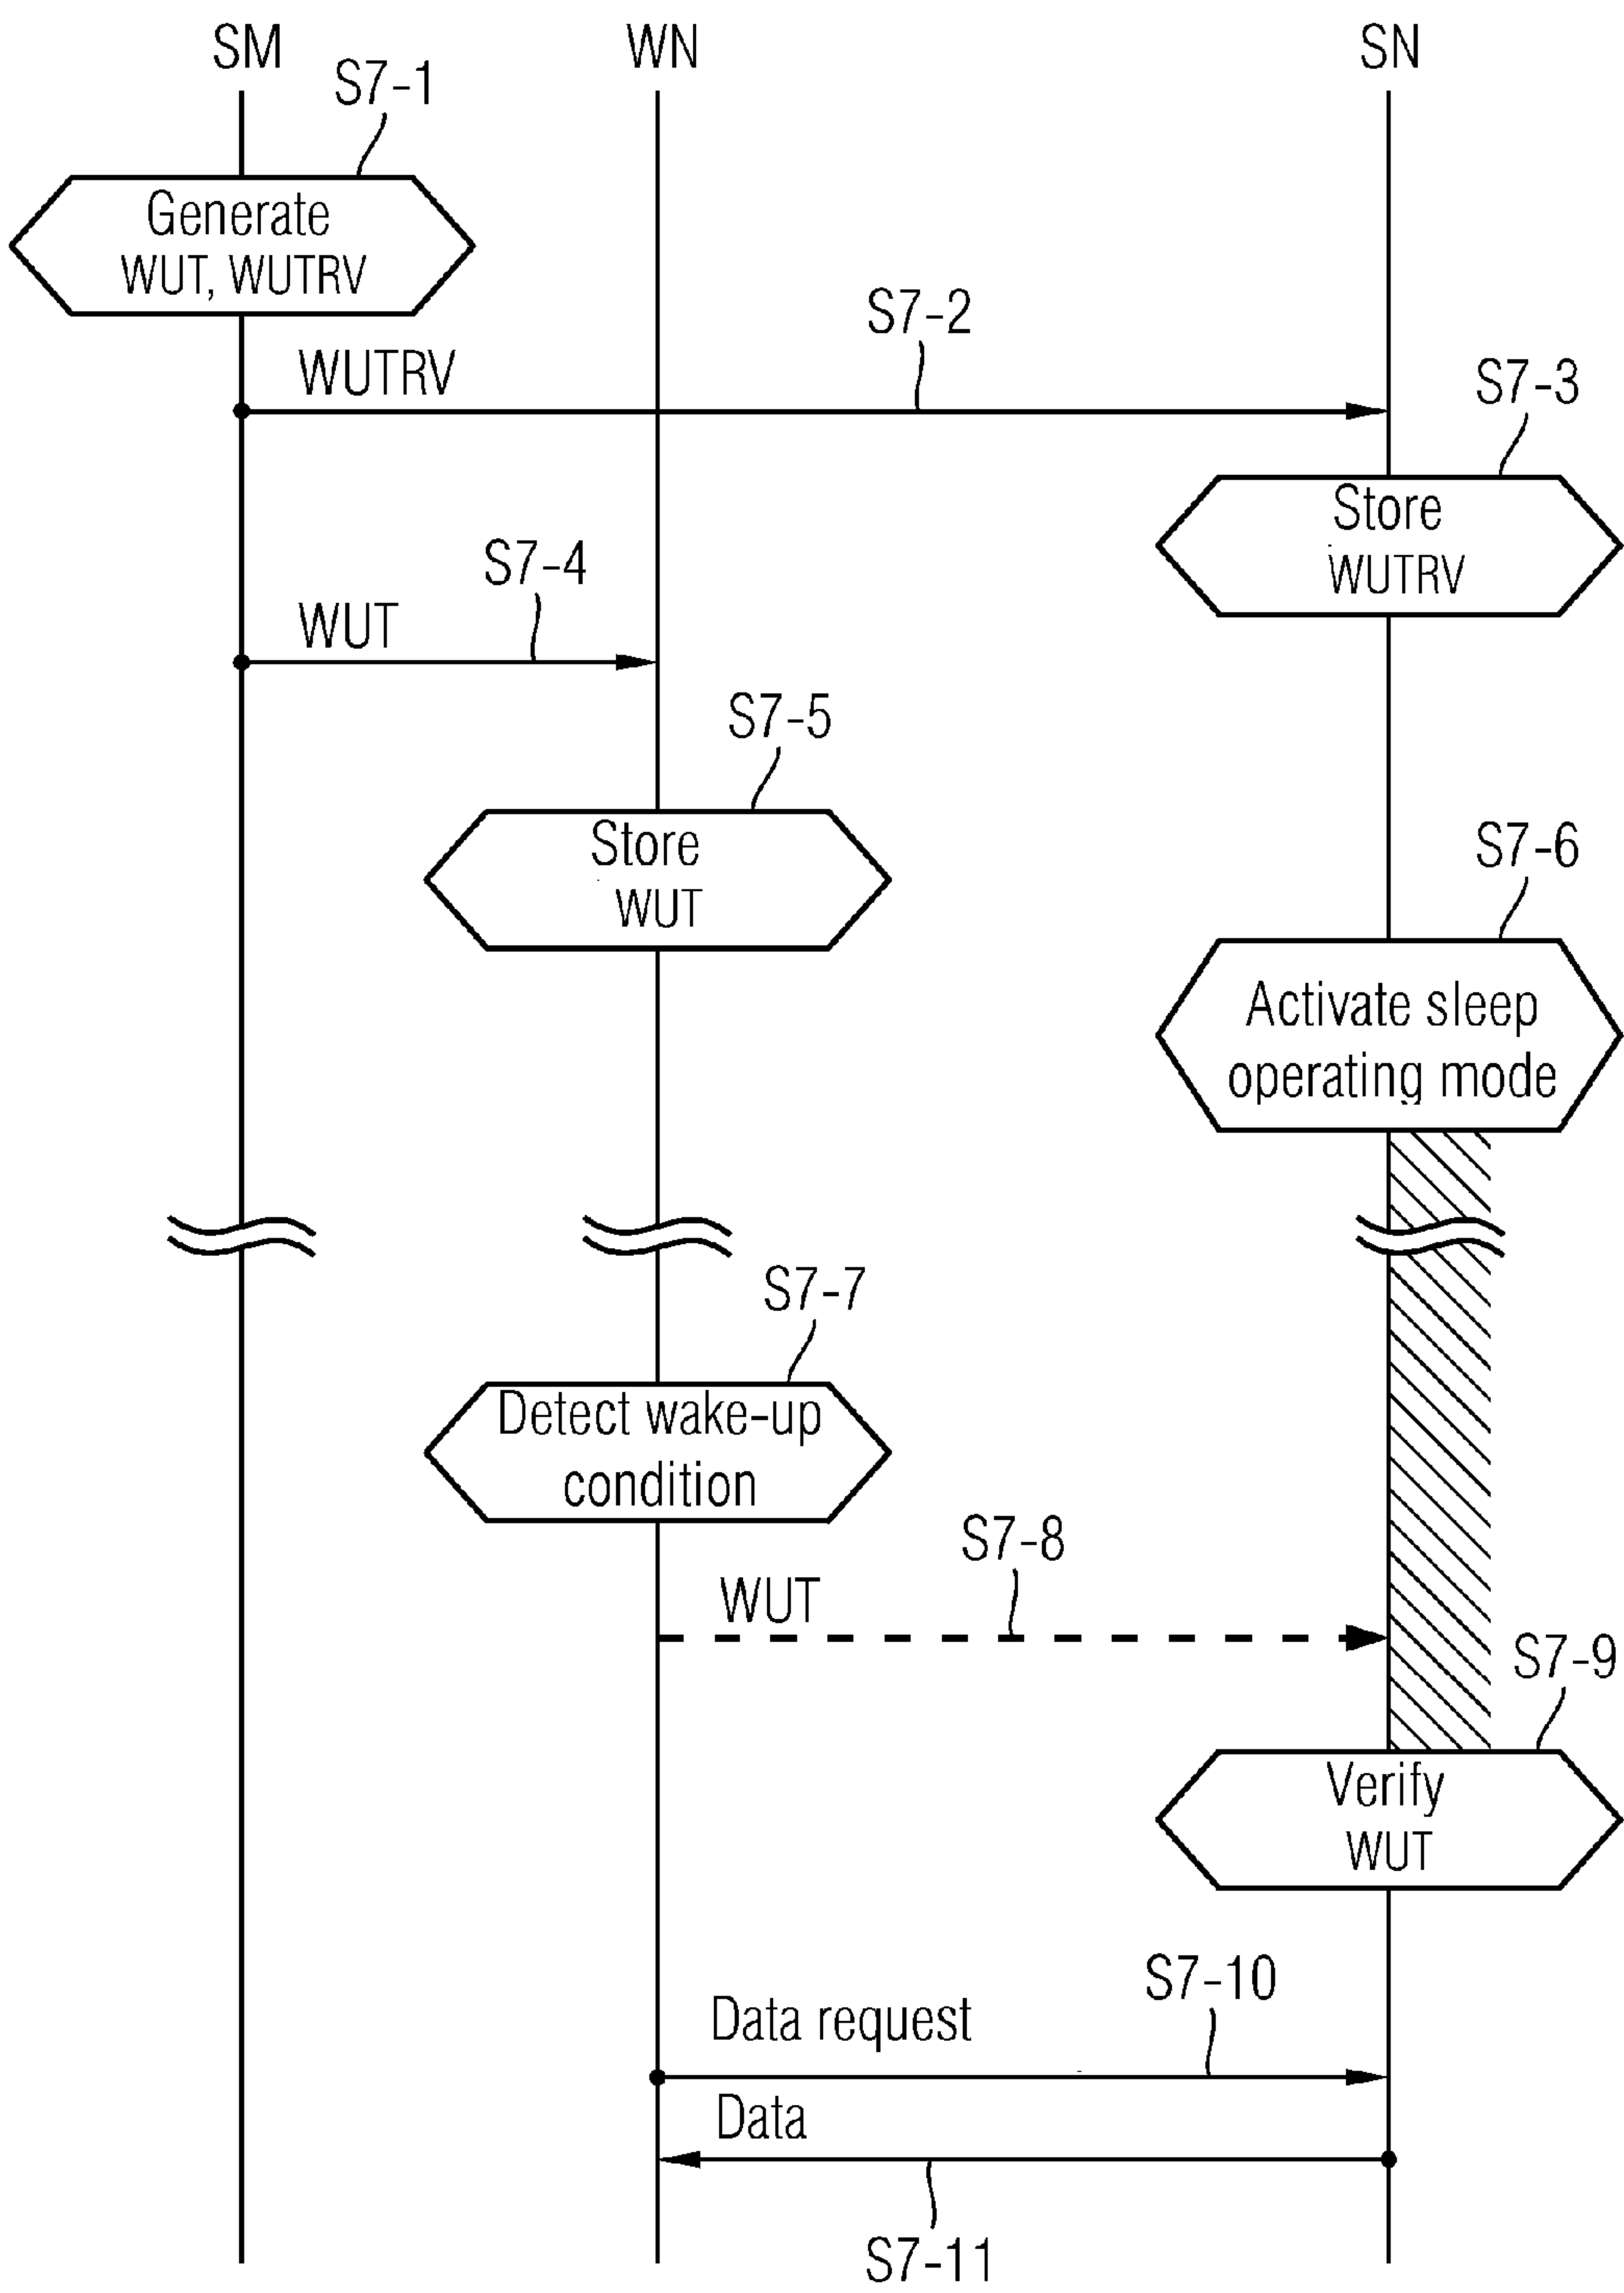 SM
WN
SN
S7-1
Generate
WUT, WUTRV
S7-2
WUTRV
S7-3
Store
WUTRV
S7-4
WUT
S7-5
Store
WUT
S7-6
Activate sleep
operating mode
S7-7
Detect wake-up
condition
S7-8
WUT
S7-9
Verify
WUT
S7-10
Data request
Data
S7-11